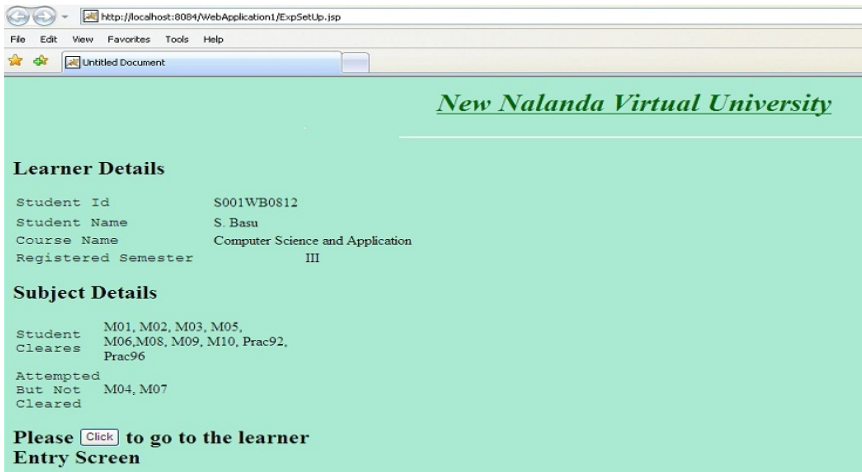 http://localhost:8084/WebApplication1/ExpSetUp.jsp
File Edit View Favorites Tools Help
Untitled Document
New Nalanda Virtual University
Learner Details
Student Id S001WB0812
Student Name S. Basu
Course Name Computer Science and Application
Registered Semester III
Subject Details
Student Cleares M01, M02, M03, M05,
M06,M08, M09, M10, Prac92,
Prac96
Attempted
But Not M04, M07
Cleared
Please Click to go to the learner
Entry Screen